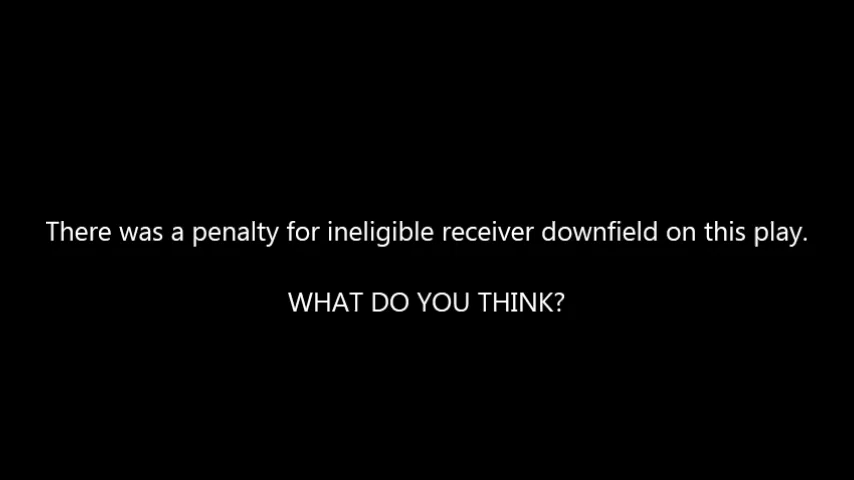 There was a penalty for ineligible receiver downfield on this play.
WHAT DO YOU THINK?